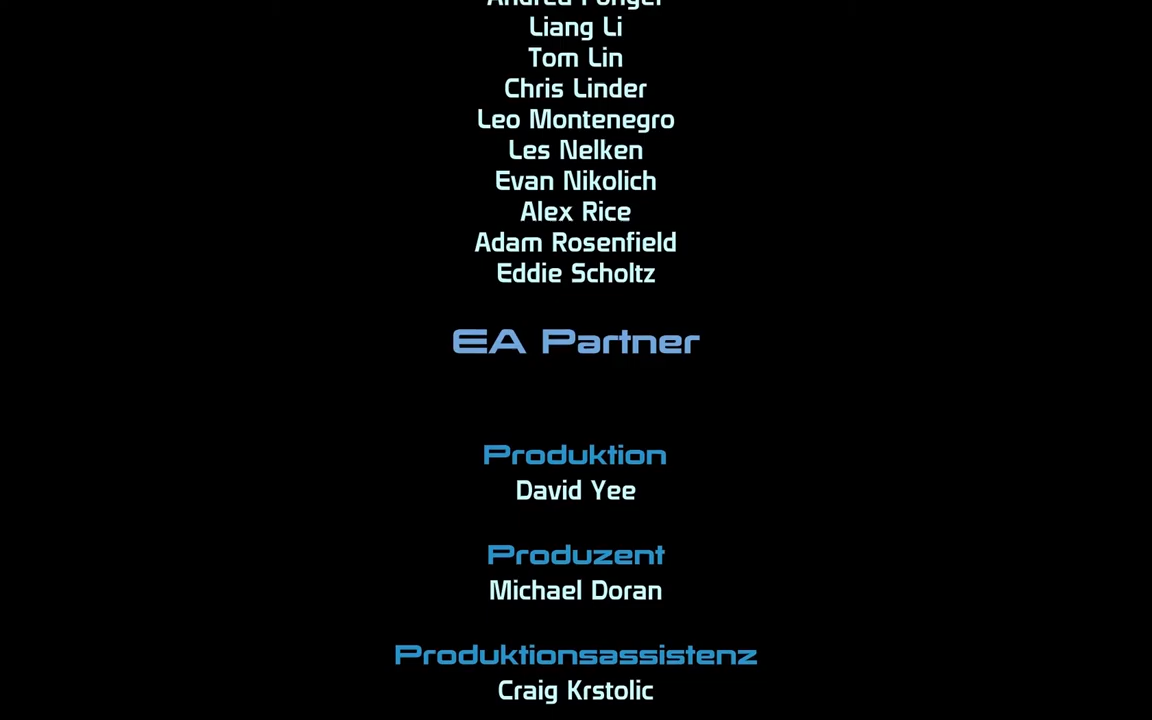 Liang Li
Tom Lin
Chris Linder
Leo Montenegro
Les Nelken
Evan Nikolich
Alex Rice
Adam Rosenfield
Eddie Scholtz
EA Partner
Produktion
David Yee
Produzent
Michael Doran
Produktionsassistenz
Craig Krstolic